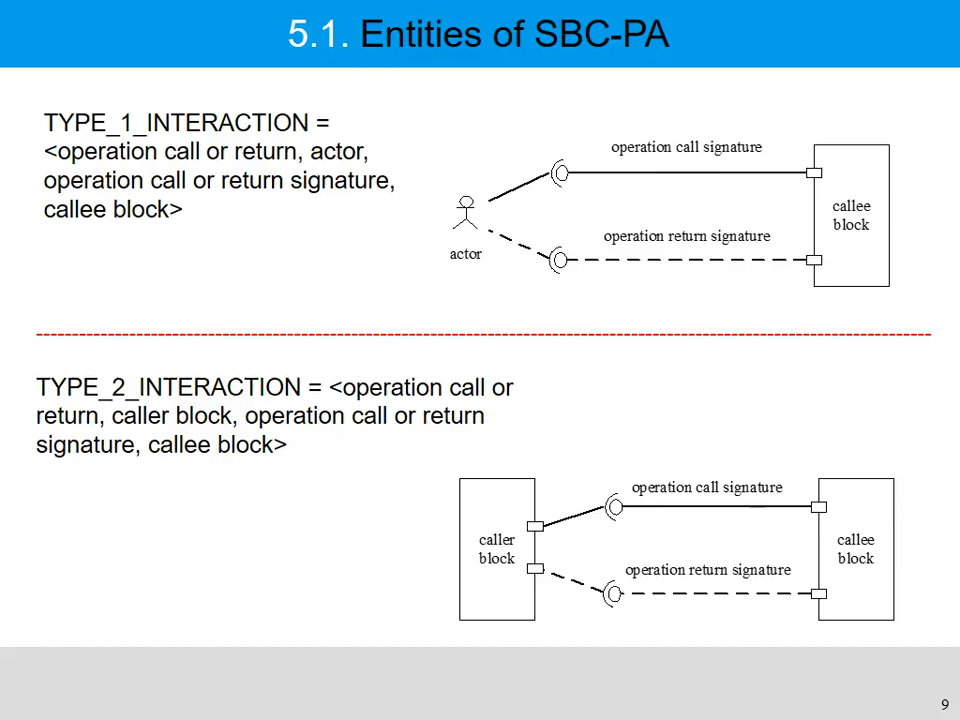 5.1. Entities of SBC-PA
TYPE_1_INTERACTION =
<operation call or return, actor,
operation call or return signature,
callee block>
operation call signature
callee
block
operation return signature
actor
TYPE_2_INTERACTION = <operation call or
return, caller block, operation call or return
signature, callee block>
operation call signature
caller
block
callee
block
operation return signature
9